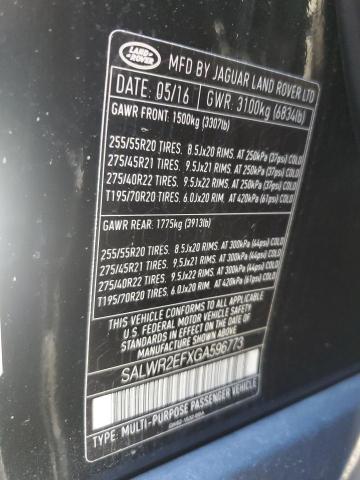 LAND ROVER
MFD BY JAGUAR LAND ROVER LTD
DATE: 05/16 GWR: 3100kg (6834lb)
GAWR FRONT: 1500kg (3307lb)
255/55R20 TIRES, 8.5Jx20 RIMS, AT 250kPa (37psi) COLD
275/45R21 TIRES, 9.5Jx21 RIMS, AT 250kPa (37psi) COLD
275/40R22 TIRES, 9.5Jx22 RIMS, AT 250kPa (37psi) COLD
T195/70R20 TIRES, 6.0Jx20 RIM, AT 420kPa (61psi) COLD
GAWR REAR: 1775kg (3913lb)
255/55R20 TIRES, 8.5Jx20 RIMS, AT 300kPa (44psi) COLD
275/45R21 TIRES, 9.5Jx21 RIMS, AT 300kPa (44psi) COLD
275/40R22 TIRES, 9.5Jx22 RIMS, AT 300kPa (44psi) COLD
T195/70R20 TIRES, 6.0Jx20 RIM, AT 420kPa (61psi) COLD
THIS VEHICLE CONFORMS TO ALL APPLICABLE FEDERAL
MOTOR VEHICLE SAFETY AND THEFT PREVENTION STANDARDS
IN EFFECT ON THE DATE OF MANUFACTURE SHOWN ABOVE
SALWR2EFXGA596773
TYPE: MULTI-PURPOSE PASSENGER VEHICLE